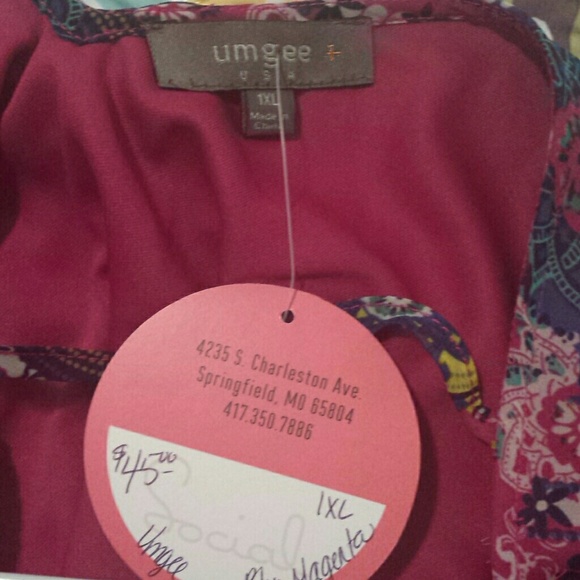 umgee +
USA
1XL
Made in
China
4235 S. Charleston Ave.
Springfield, MO 65804
417.350.7886
$45.00
Social
1XL
Umgee
Magenta